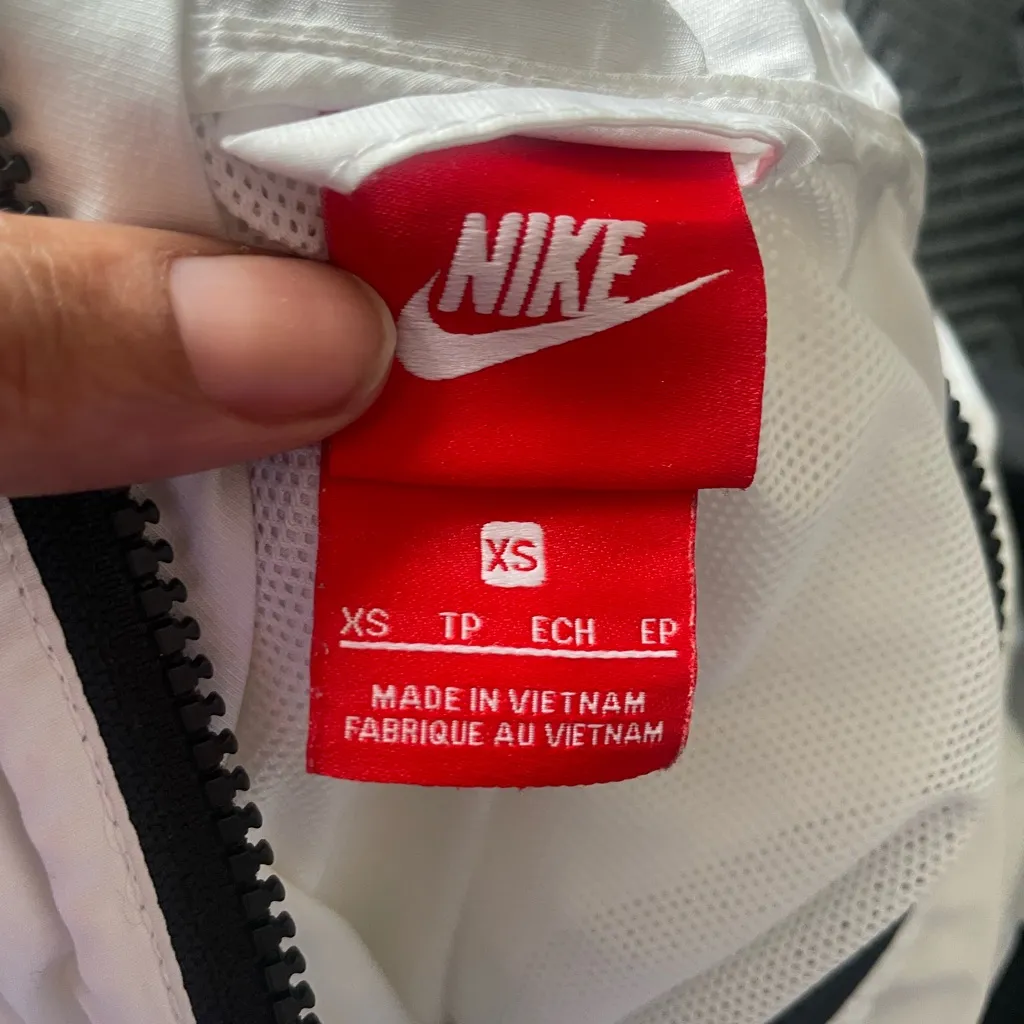 NIKE
XS
XS TP ECH EP
MADE IN VIETNAM
FABRIQUE AU VIETNAM